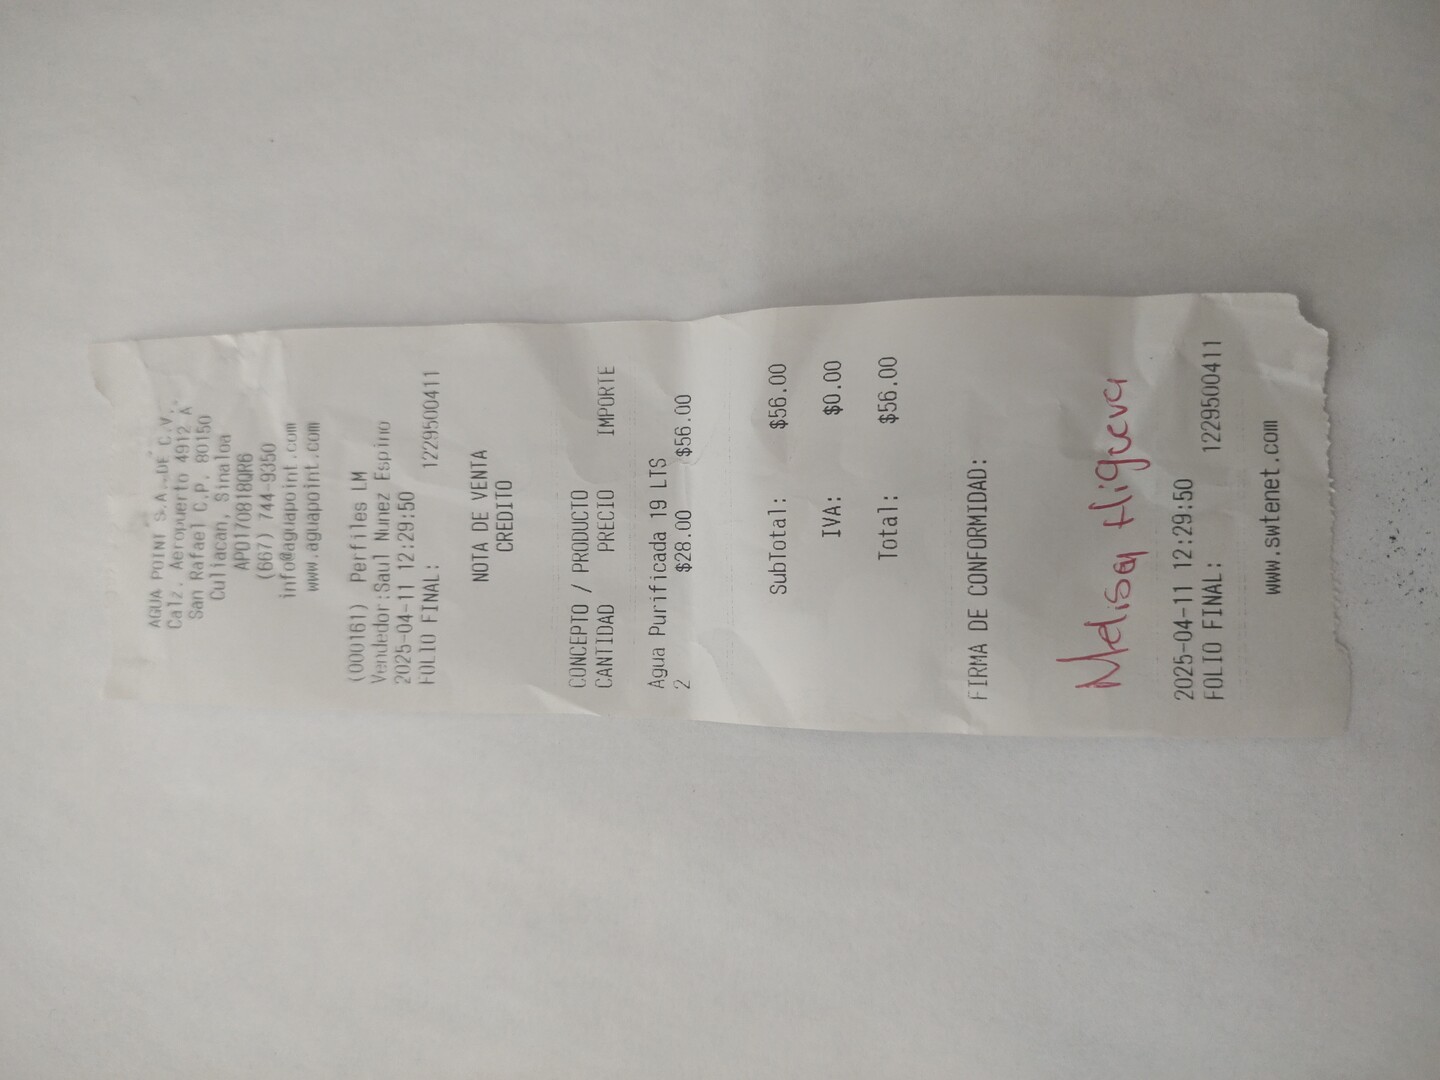 AGUA POINT S.A. DE C.V.
Calz. Aeropuerto 4912 A
San Rafael C.P. 80150
Culiacan, Sinaloa
APO170818QR6
(667) 744-9350
info@aguapoint.com
www.aguapoint.com
(000161) Perfiles LM
Vendedor:Saul Nunez Espino
2025-04-11 12:29:50
FOLIO FINAL: 1229500411
NOTA DE VENTA
CREDITO
CONCEPTO / PRODUCTO
CANTIDAD PRECIO IMPORTE
Agua Purificada 19 LTS
2 $28.00 $56.00
SubTotal: $56.00
IVA: $0.00
Total: $56.00
FIRMA DE CONFORMIDAD:
Melisa Higuera
2025-04-11 12:29:50
FOLIO FINAL: 1229500411
www.swtenet.com